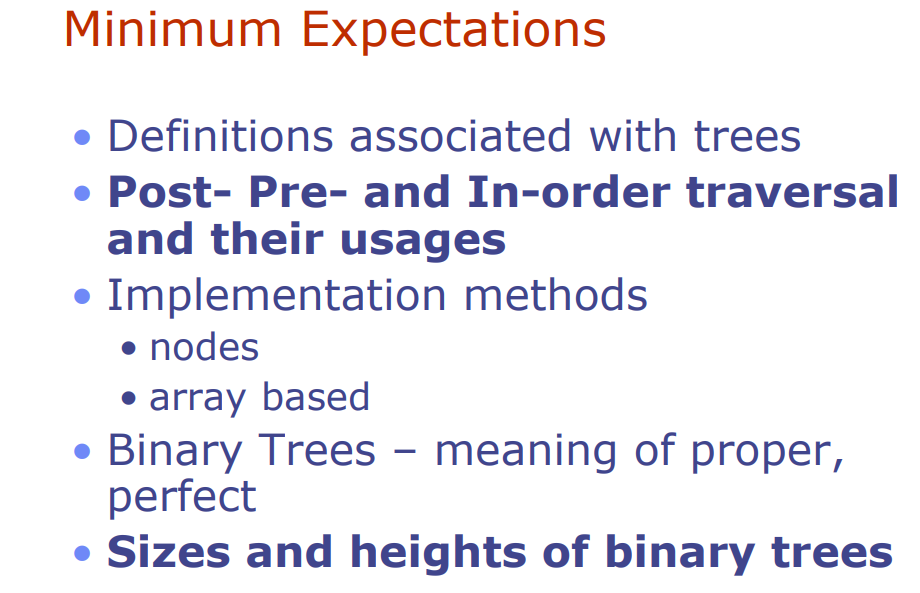 Minimum Expectations
• Definitions associated with trees
• Post- Pre- and In-order traversal
and their usages
• Implementation methods
• nodes
• array based
• Binary Trees – meaning of proper,
perfect
• Sizes and heights of binary trees